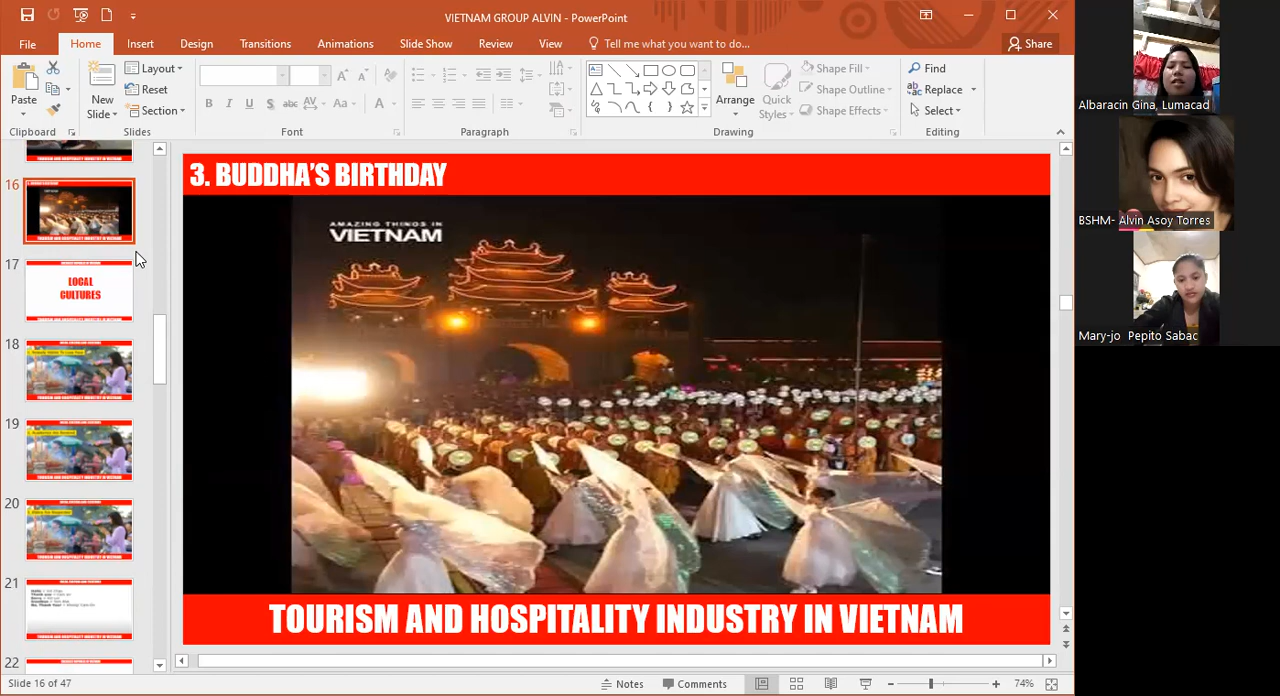 VIETNAM GROUP ALVIN - PowerPoint
File
Home
Insert
Design
Transitions
Animations
Slide Show
Review
View
Tell me what you want to do...
Share
Paste
New
Slide
Layout
Reset
Section
B I U S abc AV Aa A
Arrange
Quick
Styles
Shape Fill
Shape Outline
Shape Effects
Find
Replace
Select
Clipboard
Slides
Font
Paragraph
Drawing
Editing
16
17
LOCAL
CULTURES
18
19
20
21
22
3. BUDDHA'S BIRTHDAY
AMAZING THINGS IN
VIETNAM
TOURISM AND HOSPITALITY INDUSTRY IN VIETNAM
Albaracin Gina, Lumacad
BSHM- Alvin Asoy Torres
Mary-jo Pepito Sabac
Slide 16 of 47
Notes
Comments
74%